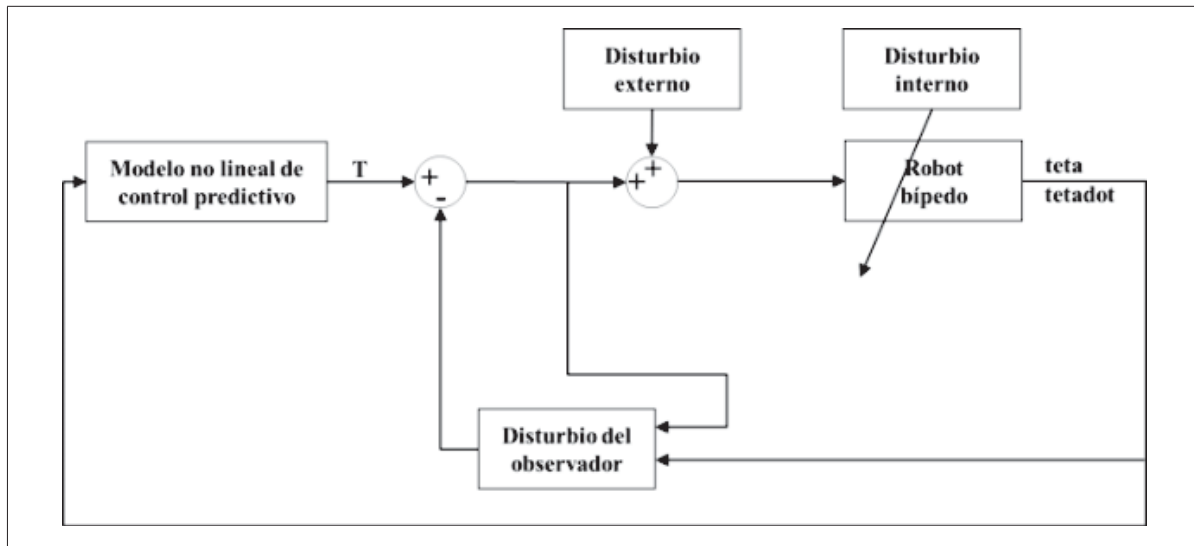 Disturbio
externo
Disturbio
interno
Modelo no lineal de
control predictivo
T
+
-
+
+
Robot
bípedo
teta
tetadot
Disturbio del
observador